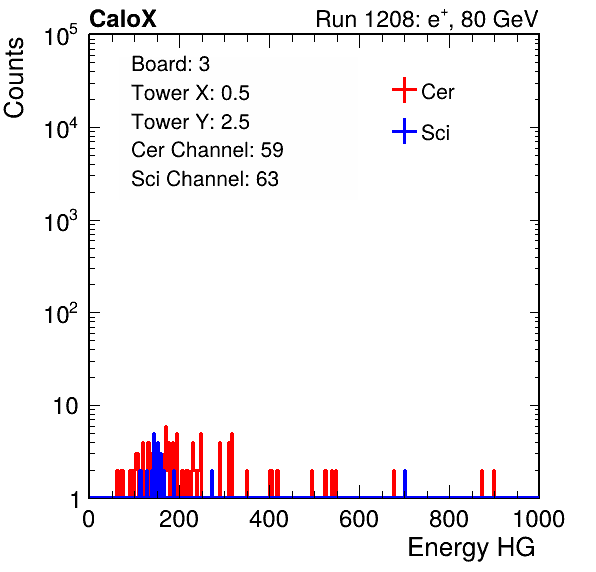 CaloX Run 1208: e⁺, 80 GeV
Counts
10⁵
10⁴
10³
10²
10
1
Board: 3
Tower X: 0.5
Tower Y: 2.5
Cer Channel: 59
Sci Channel: 63
Cer
Sci
0 200 400 600 800 1000
Energy HG